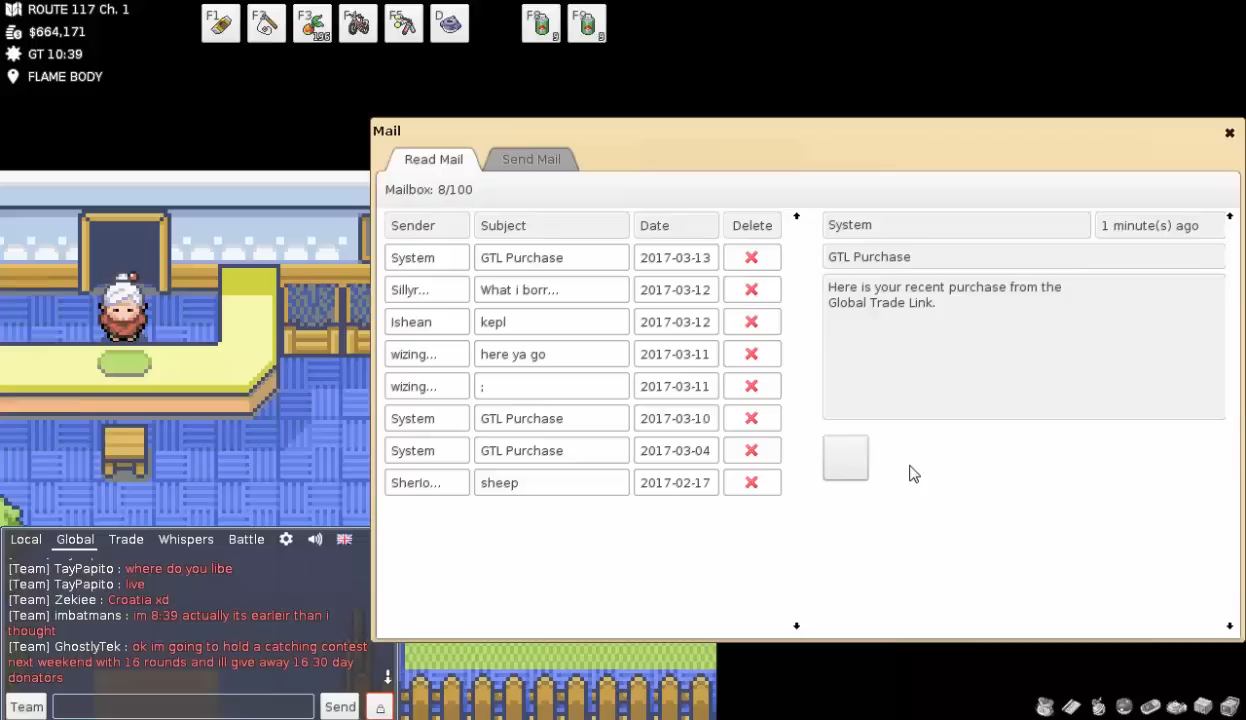 ROUTE 117 Ch. 1
$664,171
GT 10:39
FLAME BODY
F1
F2
F3
196
F4
F5
D
F8
9
F9
9
Mail
Read Mail
Send Mail
Mailbox: 8/100
Sender Subject Date Delete
System GTL Purchase 2017-03-13
Sillyr... What i borr... 2017-03-12
Ishean kepl 2017-03-12
wizing... here ya go 2017-03-11
wizing... ; 2017-03-11
System GTL Purchase 2017-03-10
System GTL Purchase 2017-03-04
Sherlo... sheep 2017-02-17
System 1 minute(s) ago
GTL Purchase
Here is your recent purchase from the
Global Trade Link.
Local Global Trade Whispers Battle
[Team] TayPapito : where do you libe
[Team] TayPapito : live
[Team] Zekiee : Croatia xd
[Team] imbatmans : im 8:39 actually its earleir than i
thought
[Team] GhostlyTek : ok im going to hold a catching contest
next weekend with 16 rounds and ill give away 16 30 day
donators
Team
Send